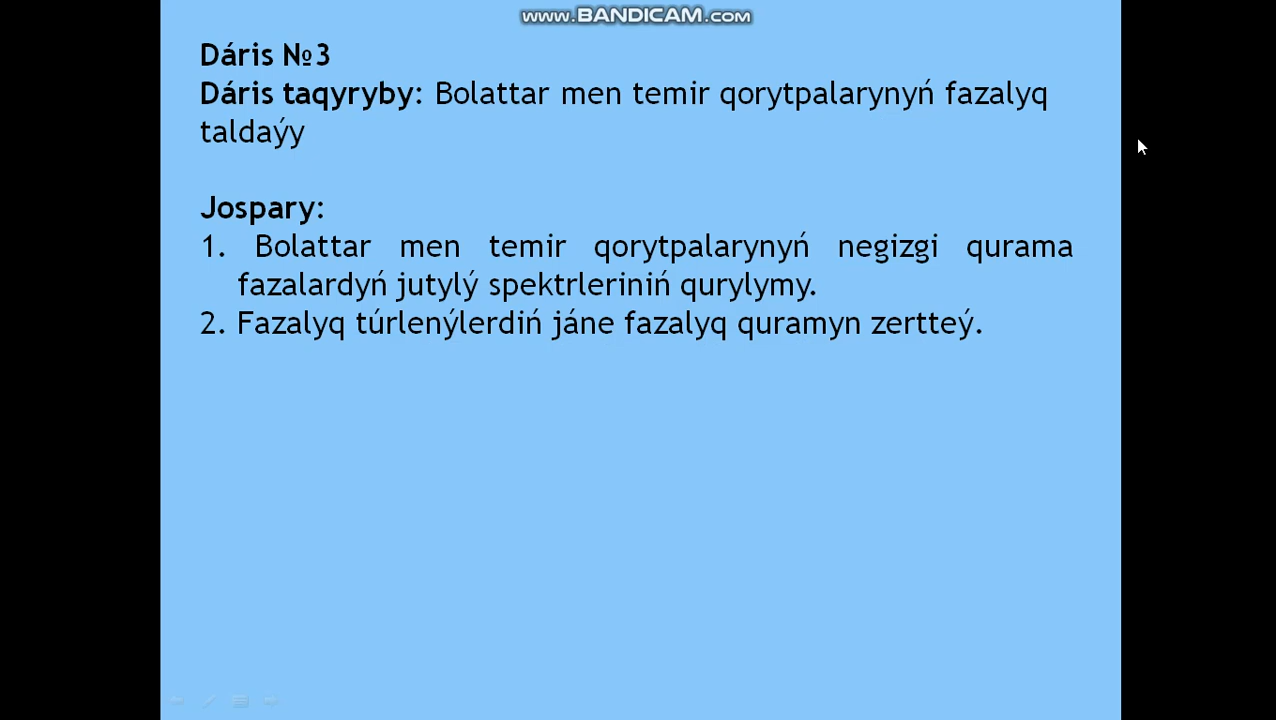 www.BANDICAM.com
Dáris №3
Dáris taqyryby: Bolattar men temir qorytpalarynyń fazalyq
taldaýy
Jospary:
1. Bolattar men temir qorytpalarynyń negizgi qurama
fazalardyń jutylý spektrleriniń qurylymy.
2. Fazalyq túrlenýlerdiń jáne fazalyq quramyn zertteý.